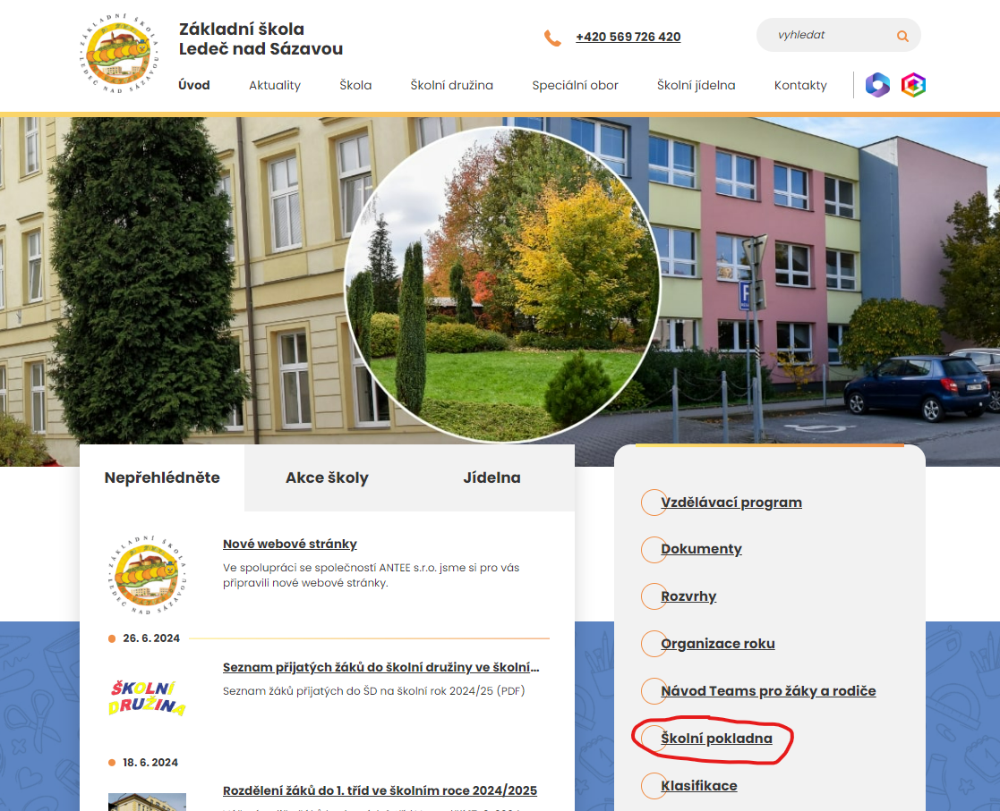 ZÁKLADNÍ ŠKOLA
LEDEČ NAD SÁZAVOU
Základní škola
Ledeč nad Sázavou
+420 569 726 420
vyhledat
Úvod
Aktuality
Škola
Školní družina
Speciální obor
Školní jídelna
Kontakty
P
Nepřehlédněte
Akce školy
Jídelna
ZÁKLADNÍ ŠKOLA
LEDEČ NAD SÁZAVOU
Nové webové stránky
Ve spolupráci se společností ANTEE s.r.o. jsme si pro vás
připravili nové webové stránky.
26. 6. 2024
ŠKOLNÍ
DRUŽINA
Seznam přijatých žáků do školní družiny ve školní...
Seznam žáků přijatých do ŠD na školní rok 2024/25 (PDF)
18. 6. 2024
Rozdělení žáků do 1. tříd ve školním roce 2024/2025
Vzdělávací program
Dokumenty
Rozvrhy
Organizace roku
Návod Teams pro žáky a rodiče
Školní pokladna
Klasifikace